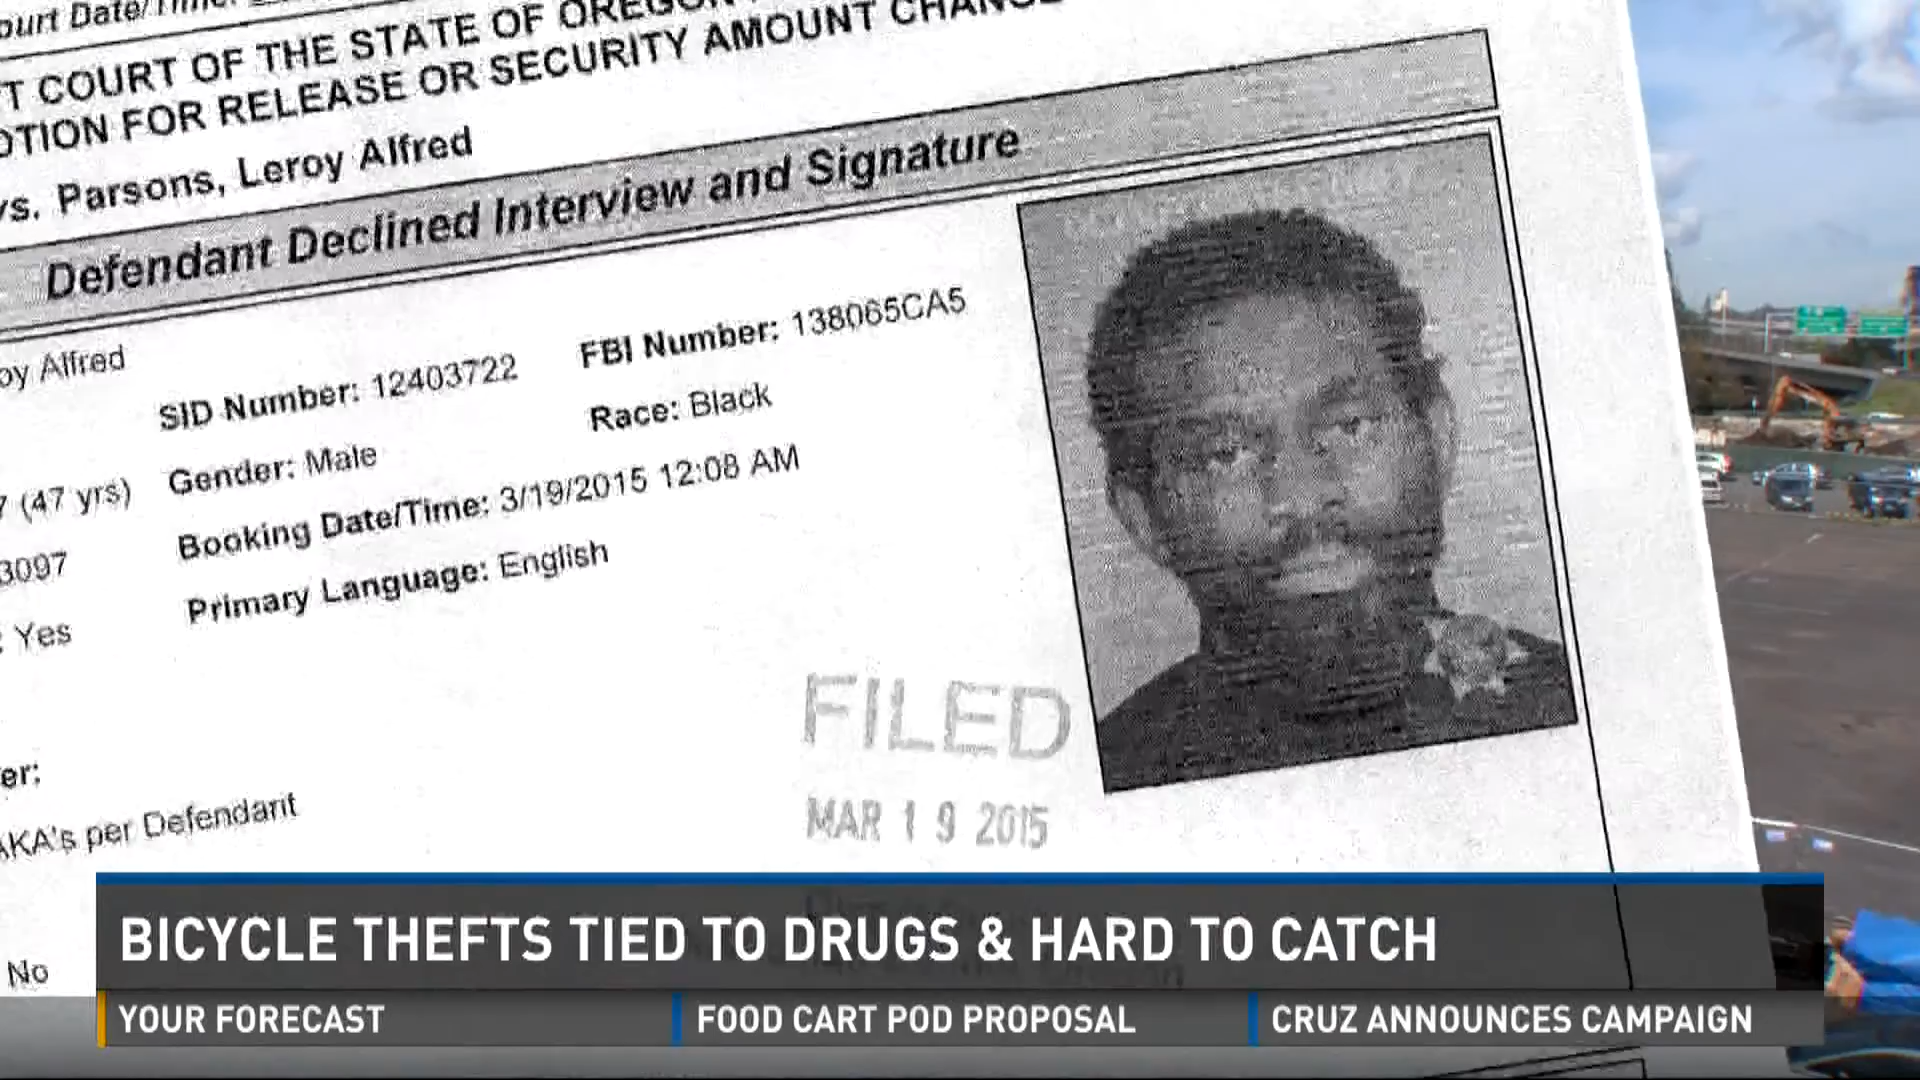 ourt Date/Time:
T COURT OF THE STATE OF OREGON
OTION FOR RELEASE OR SECURITY AMOUNT CHANGE
vs. Parsons, Leroy Alfred
Defendant Declined Interview and Signature
oy Alfred
SID Number: 12403722
FBI Number: 138065CA5
7 (47 yrs)
Gender: Male
Race: Black
3097
Booking Date/Time: 3/19/2015 12:08 AM
: Yes
Primary Language: English
FILED
MAR 19 2015
er:
AKA's per Defendant
No
BICYCLE THEFTS TIED TO DRUGS & HARD TO CATCH
YOUR FORECAST
FOOD CART POD PROPOSAL
CRUZ ANNOUNCES CAMPAIGN